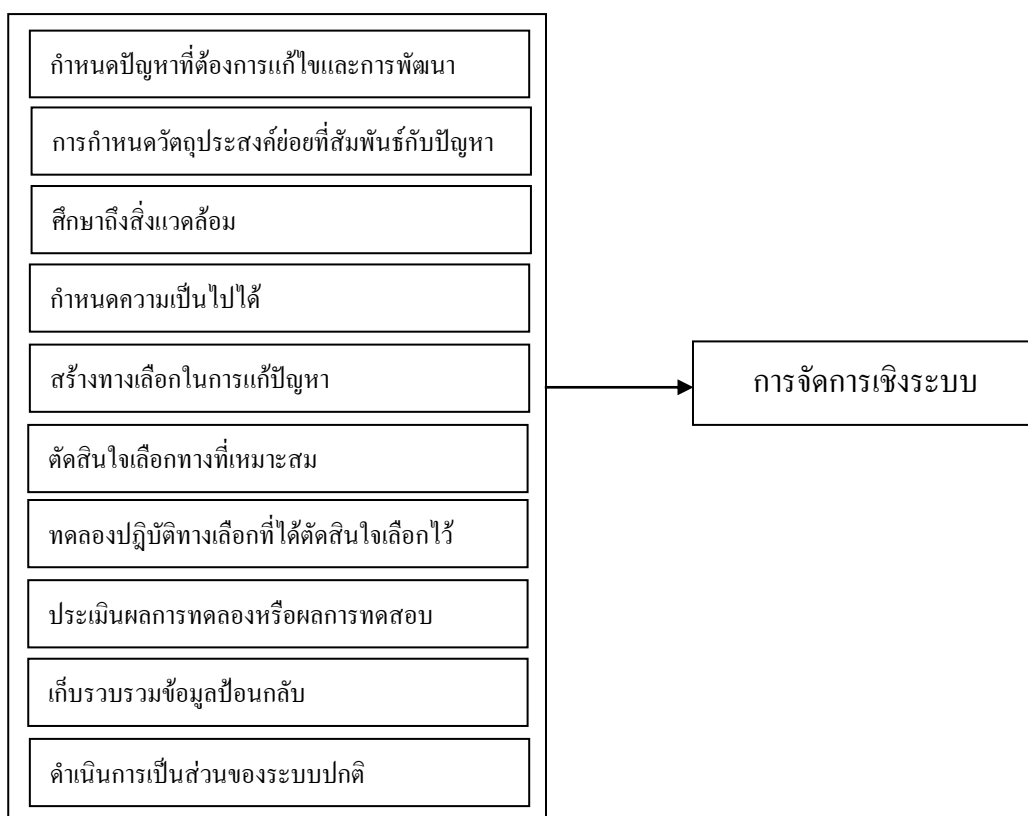 กำหนดปัญหาที่ต้องการแก้ไขและการพัฒนา
การกำหนดวัตถุประสงค์ย่อยที่สัมพันธ์กับปัญหา
ศึกษาถึงสิ่งแวดล้อม
กำหนดความเป็นไปได้
สร้างทางเลือกในการแก้ปัญหา
ตัดสินใจเลือกทางที่เหมาะสม
ทดลองปฎิบัติทางเลือกที่ได้ตัดสินใจเลือกไว้
ประเมินผลการทดลองหรือผลการทดสอบ
เก็บรวบรวมข้อมูลป้อนกลับ
ดำเนินการเป็นส่วนของระบบปกติ
การจัดการเชิงระบบ